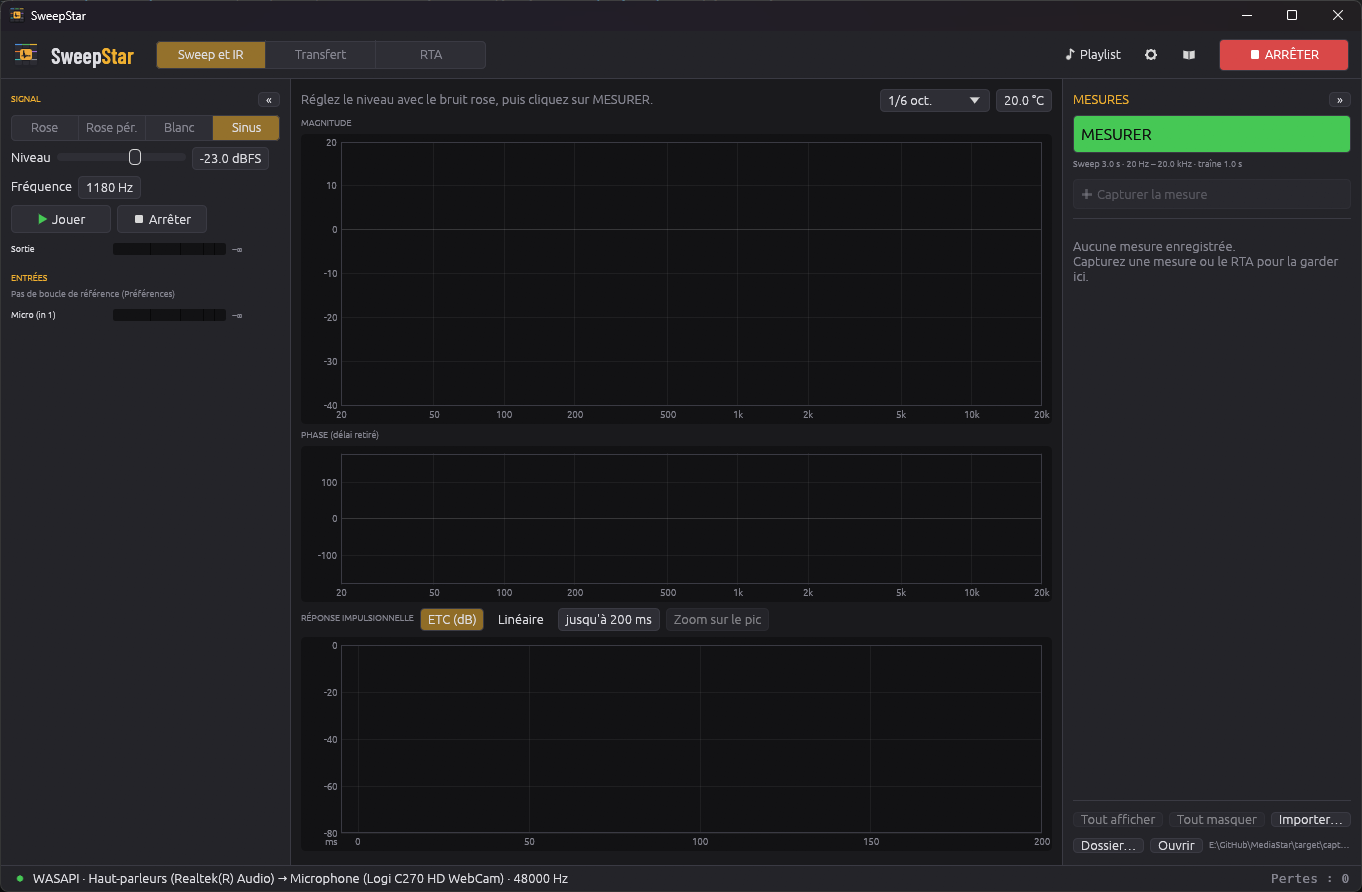 SweepStar
SweepStar
Sweep et IR
Transfert
RTA
Playlist
ARRÊTER
SIGNAL
«
Rose
Rose pér.
Blanc
Sinus
Niveau
-23.0 dBFS
Fréquence
1180 Hz
Jouer
Arrêter
Sortie
-∞
ENTRÉES
Pas de boucle de référence (Préférences)
Micro (in 1)
-∞
Réglez le niveau avec le bruit rose, puis cliquez sur MESURER.
1/6 oct.
20.0 °C
MAGNITUDE
20
10
0
-10
-20
-30
-40
20 50 100 200 500 1k 2k 5k 10k 20k
PHASE (délai retiré)
100
0
-100
20 50 100 200 500 1k 2k 5k 10k 20k
RÉPONSE IMPULSIONNELLE
ETC (dB)
Linéaire
jusqu'à 200 ms
Zoom sur le pic
0
-20
-40
-60
-80
ms 0 50 100 150 200
MESURES
»
MESURER
Sweep 3.0 s · 20 Hz – 20.0 kHz · traîne 1.0 s
+ Capturer la mesure
Aucune mesure enregistrée.
Capturez une mesure ou le RTA pour la garder
ici.
Tout afficher
Tout masquer
Importer…
Dossier…
Ouvrir
E:\GitHub\MediaStar\target\capt…
WASAPI · Haut-parleurs (Realtek(R) Audio) → Microphone (Logi C270 HD WebCam) · 48000 Hz
Pertes : 0